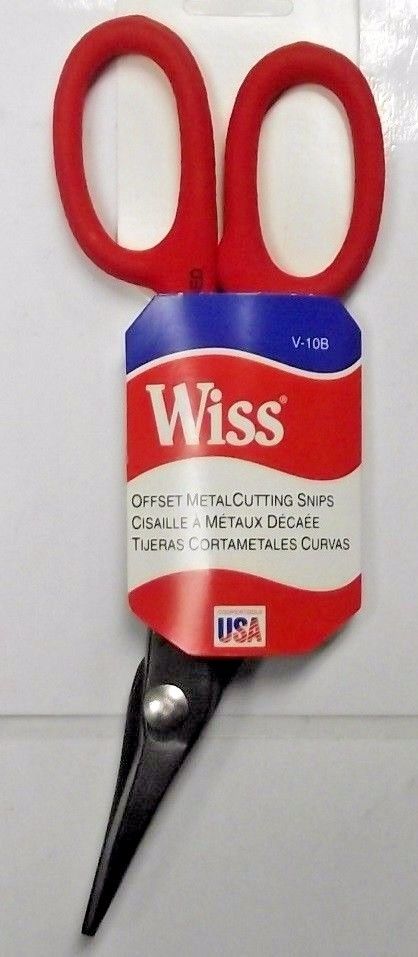 V-10B
Wiss®
OFFSET METALCUTTING SNIPS
CISAILLE À MÉTAUX DÉCAÉE
TIJERAS CORTAMETALES CURVAS
USA